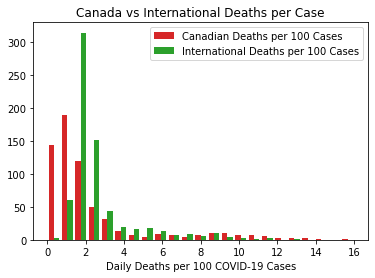 Canada vs International Deaths per Case
Canadian Deaths per 100 Cases
International Deaths per 100 Cases
300
250
200
150
100
50
0
0 2 4 6 8 10 12 14 16
Daily Deaths per 100 COVID-19 Cases